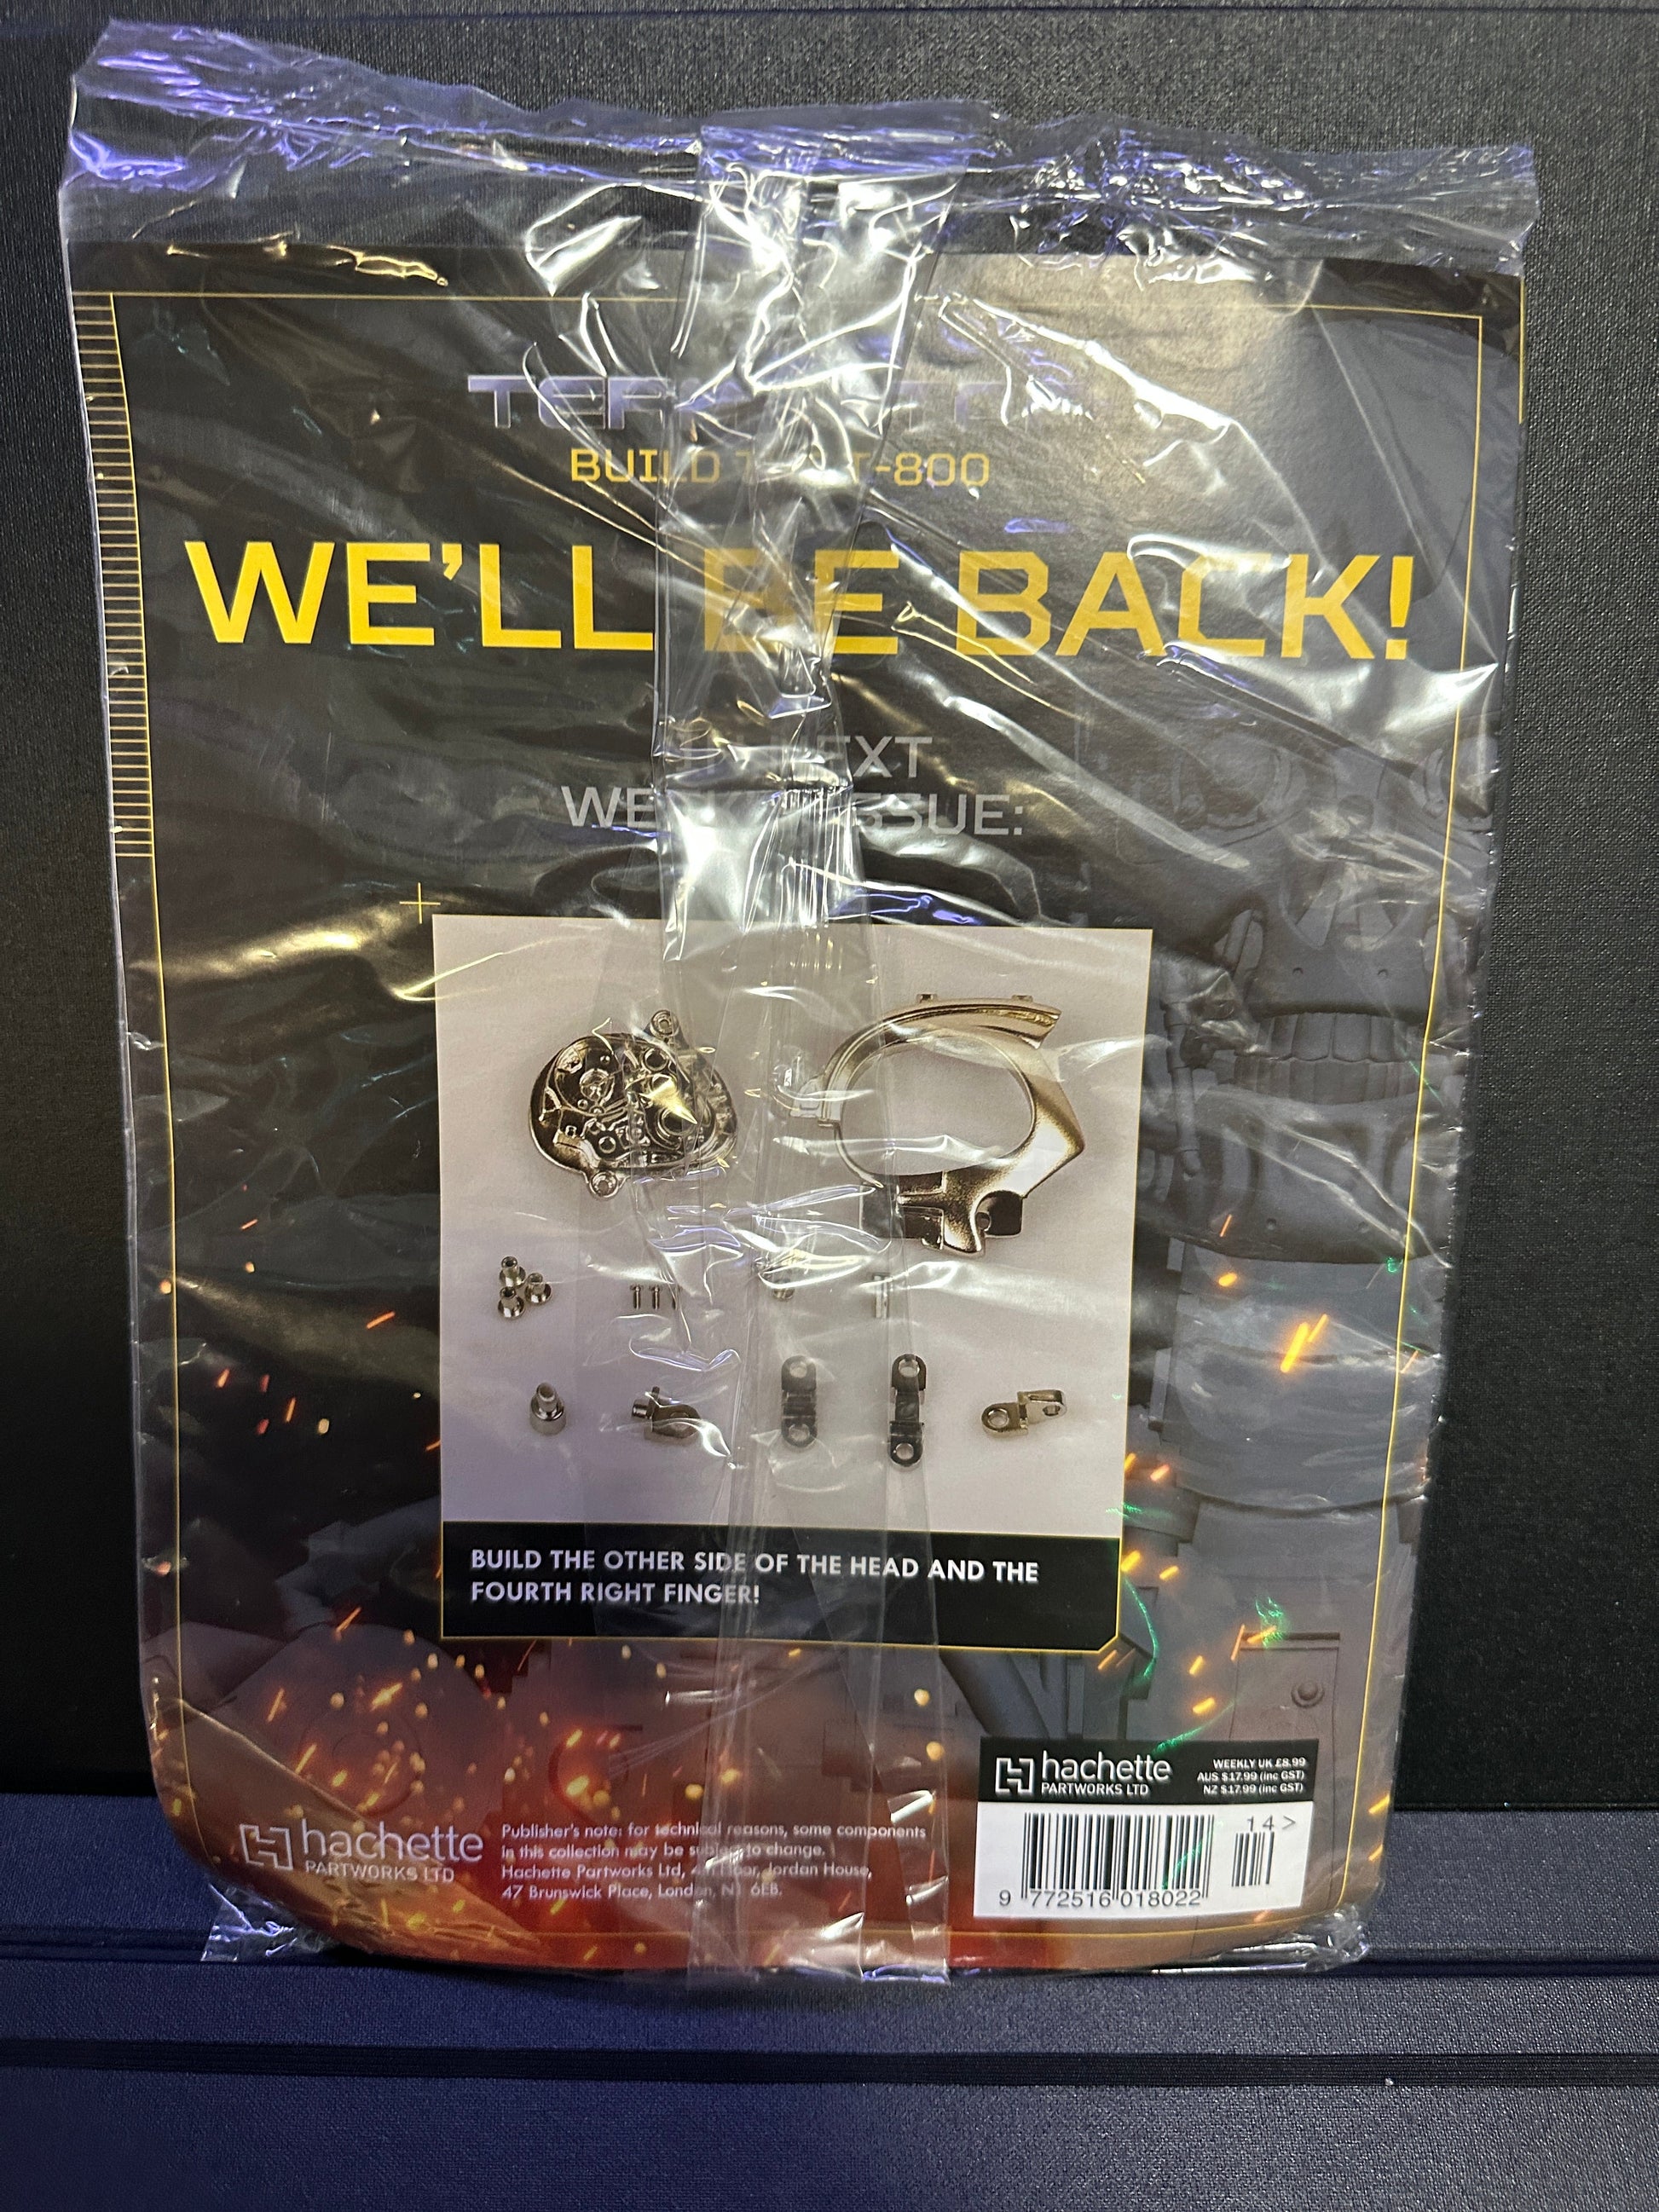 BUILD T-800
WE'LL BE BACK!
ISSUE:
BUILD THE OTHER SIDE OF THE HEAD AND THE
FOURTH RIGHT FINGER!
hachette
PARTWORKS LTD
Publisher's note: for technical reasons, some components
in this collection may be subject to change.
Hachette Partworks Ltd, Floor, Jordan House,
47 Brunswick Place, London, N1 6EB.
hachette
PARTWORKS LTD
WEEKLY UK £8.99
AUS $17.99 (inc GST)
NZ $17.99 (inc GST)
14 >
9 772516 018022